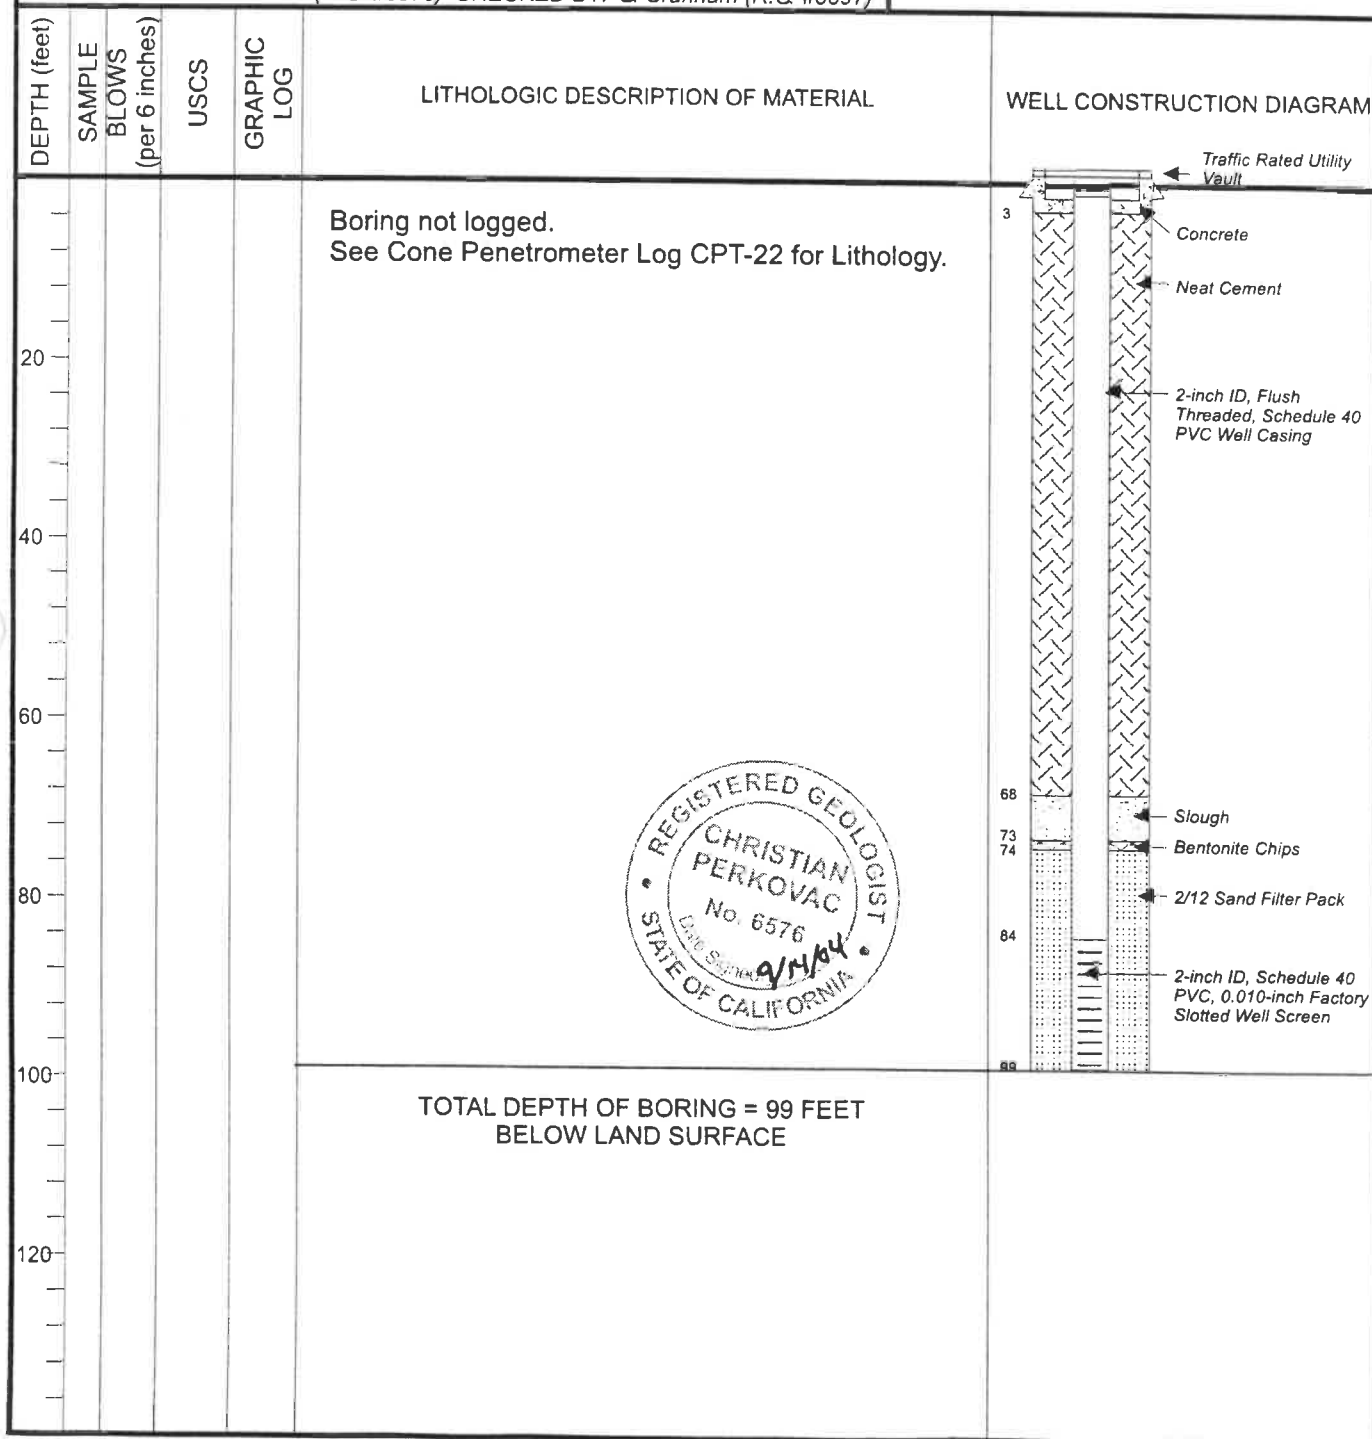 CHECKED BY:
DEPTH (feet)
SAMPLE
BLOWS
(per 6 inches)
USCS
GRAPHIC
LOG
LITHOLOGIC DESCRIPTION OF MATERIAL
WELL CONSTRUCTION DIAGRAM
Boring not logged.
See Cone Penetrometer Log CPT-22 for Lithology.
20
40
60
80
100
120
REGISTERED GEOLOGIST
CHRISTIAN
PERKOVAC
No. 6576
Date Signed
9/14/04
STATE OF CALIFORNIA
TOTAL DEPTH OF BORING = 99 FEET
BELOW LAND SURFACE
Traffic Rated Utility
Vault
3
Concrete
Neat Cement
2-inch ID, Flush
Threaded, Schedule 40
PVC Well Casing
68
Slough
73
74
Bentonite Chips
2/12 Sand Filter Pack
84
2-inch ID, Schedule 40
PVC, 0.010-inch Factory
Slotted Well Screen
99